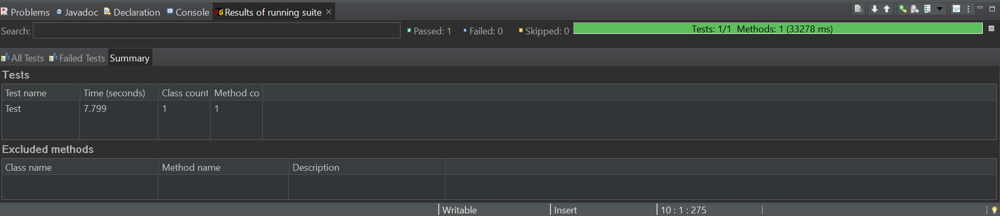 Problems Javadoc Declaration Console Results of running suite
Search: Passed: 1 Failed: 0 Skipped: 0 Tests: 1/1 Methods: 1 (33278 ms)
All Tests Failed Tests Summary
Tests
Test name Time (seconds) Class count Method co
Test 7.799 1 1
Excluded methods
Class name Method name Description
Writable Insert 10 : 1 : 275